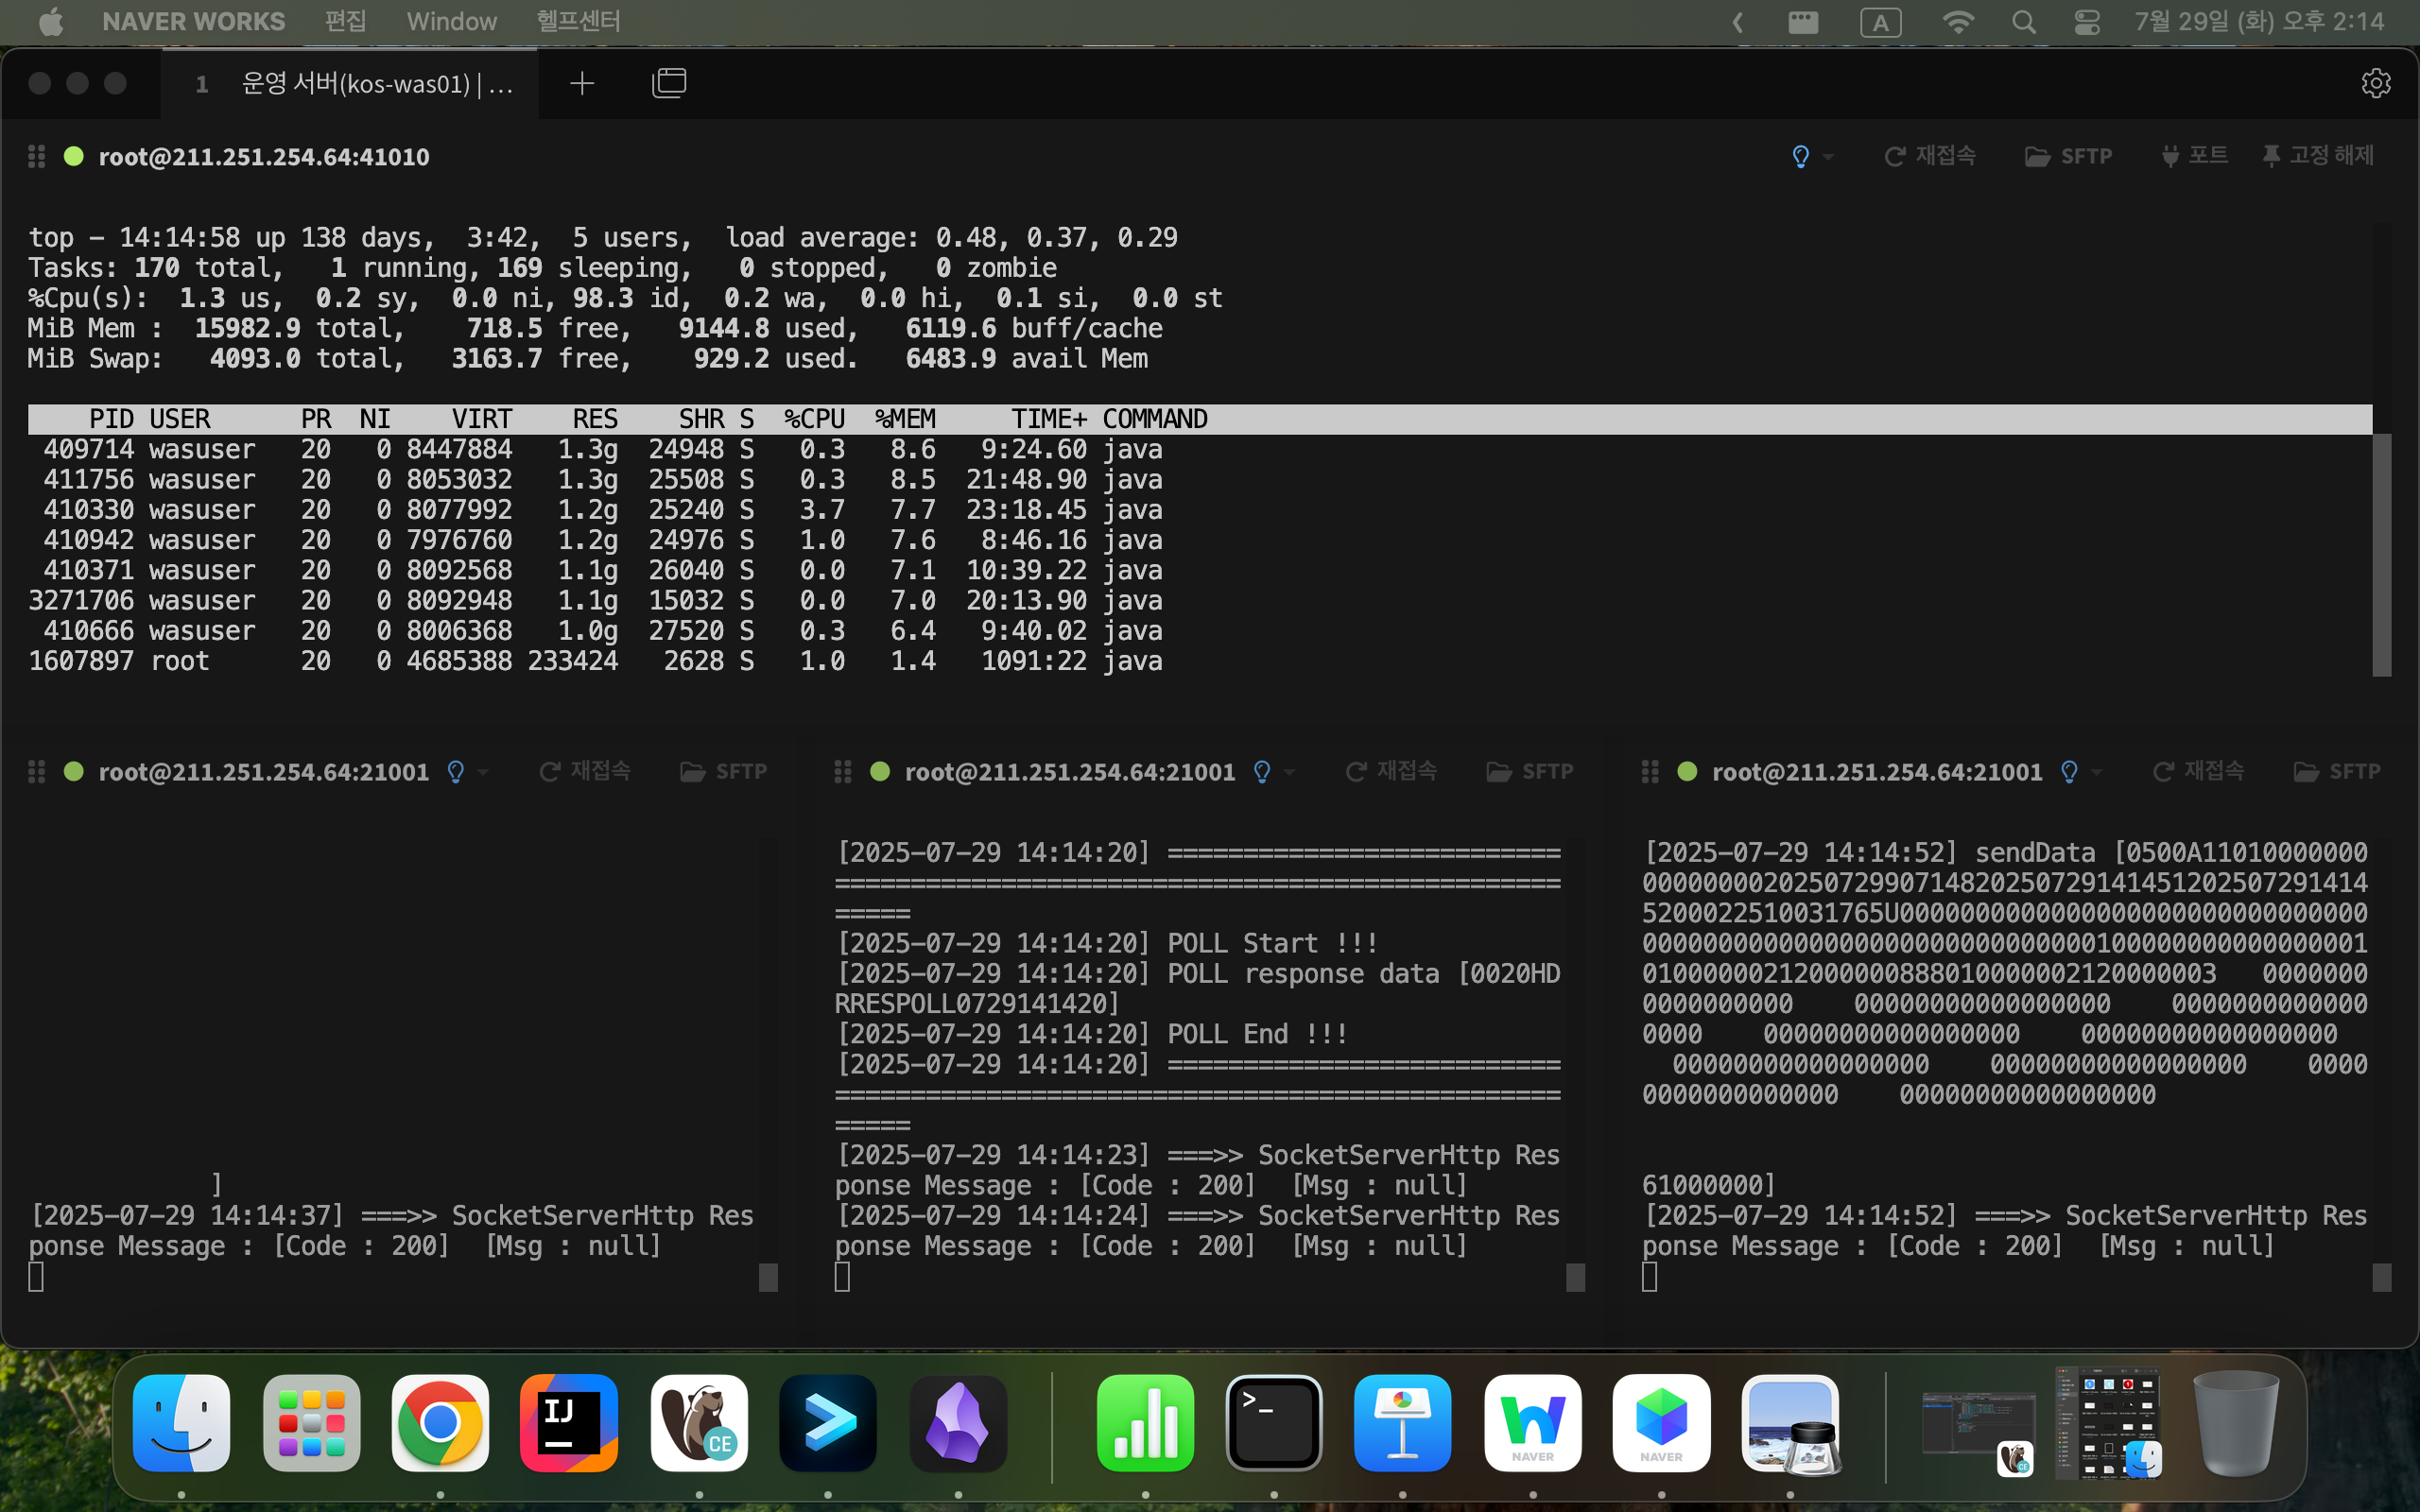 NAVER WORKS 편집 Window 헬프센터 A 7월 29일 (화) 오후 2:14
1 운영 서버(kos-was01) | ...
root@211.251.254.64:41010 재접속 SFTP 포트 고정 해제
top - 14:14:58 up 138 days, 3:42, 5 users, load average: 0.48, 0.37, 0.29
Tasks: 170 total, 1 running, 169 sleeping, 0 stopped, 0 zombie
%Cpu(s): 1.3 us, 0.2 sy, 0.0 ni, 98.3 id, 0.2 wa, 0.0 hi, 0.1 si, 0.0 st
MiB Mem : 15982.9 total, 718.5 free, 9144.8 used, 6119.6 buff/cache
MiB Swap: 4093.0 total, 3163.7 free, 929.2 used. 6483.9 avail Mem
PID USER PR NI VIRT RES SHR S %CPU %MEM TIME+ COMMAND
409714 wasuser 20 0 8447884 1.3g 24948 S 0.3 8.6 9:24.60 java
411756 wasuser 20 0 8053032 1.3g 25508 S 0.3 8.5 21:48.90 java
410330 wasuser 20 0 8077992 1.2g 25240 S 3.7 7.7 23:18.45 java
410942 wasuser 20 0 7976760 1.2g 24976 S 1.0 7.6 8:46.16 java
410371 wasuser 20 0 8092568 1.1g 26040 S 0.0 7.1 10:39.22 java
3271706 wasuser 20 0 8092948 1.1g 15032 S 0.0 7.0 20:13.90 java
410666 wasuser 20 0 8006368 1.0g 27520 S 0.3 6.4 9:40.02 java
1607897 root 20 0 4685388 233424 2628 S 1.0 1.4 1091:22 java
root@211.251.254.64:21001 재접속 SFTP
]
[2025-07-29 14:14:37] ===>> SocketServerHttp Res
ponse Message : [Code : 200] [Msg : null]
root@211.251.254.64:21001 재접속 SFTP
[2025-07-29 14:14:20] ==========================
================================================
=====
[2025-07-29 14:14:20] POLL Start !!!
[2025-07-29 14:14:20] POLL response data [0020HD
RRESPOLL0729141420]
[2025-07-29 14:14:20] POLL End !!!
[2025-07-29 14:14:20] ==========================
================================================
=====
[2025-07-29 14:14:23] ===>> SocketServerHttp Res
ponse Message : [Code : 200] [Msg : null]
[2025-07-29 14:14:24] ===>> SocketServerHttp Res
ponse Message : [Code : 200] [Msg : null]
root@211.251.254.64:21001 재접속 SFTP
[2025-07-29 14:14:52] sendData [0500A11010000000
000000002025072990714820250729141451202507291414
5200022510031765U0000000000000000000000000000000
000000000000000000000000000000100000000000000001
01000000212000000888010000002120000003 0000000
0000000000 00000000000000000 0000000000000
0000 00000000000000000 00000000000000000
00000000000000000 00000000000000000 0000
0000000000000 00000000000000000
61000000]
[2025-07-29 14:14:52] ===>> SocketServerHttp Res
ponse Message : [Code : 200] [Msg : null]
IJ
CE
>_
NAVER
NAVER